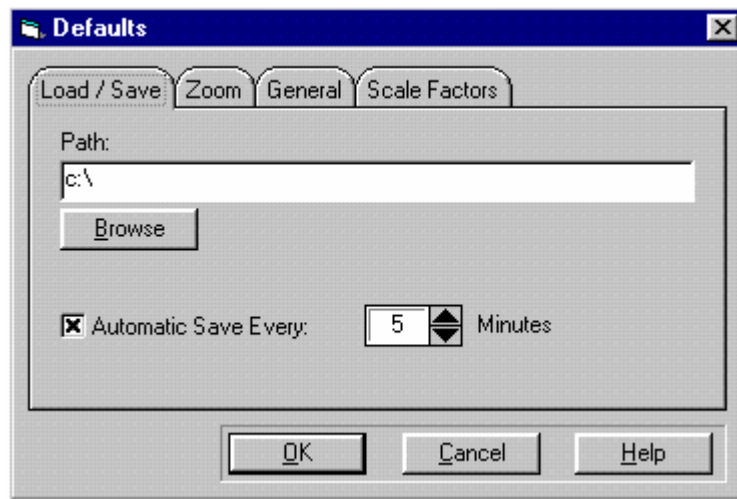 Defaults
Load / Save Zoom General Scale Factors
Path:
c:\
Browse
Automatic Save Every: 5 Minutes
OK Cancel Help